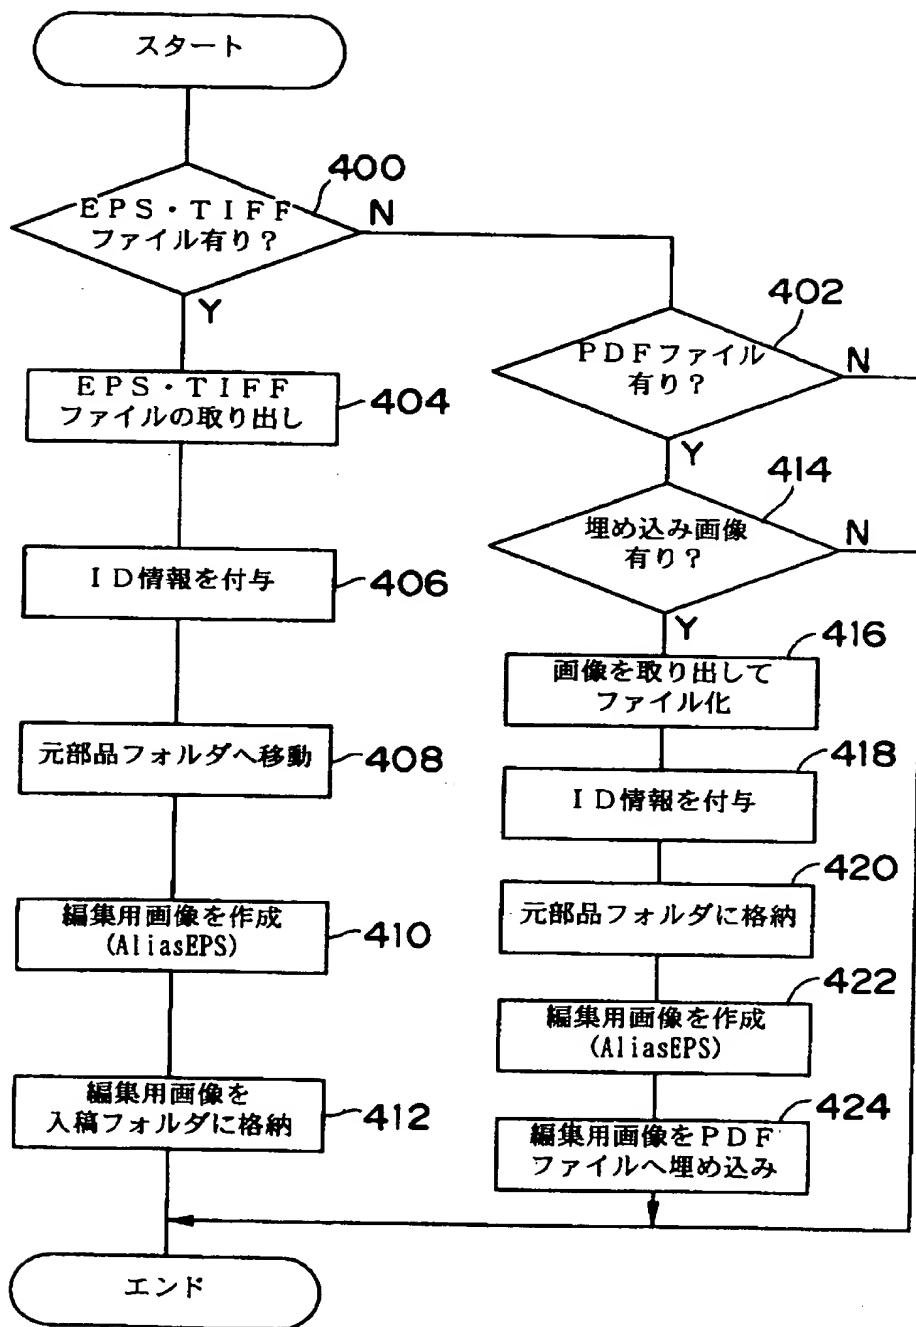 スタート
400
EPS・TIFF
ファイル有り?
N
Y
402
PDFファイル
有り?
N
Y
EPS・TIFF
ファイルの取り出し
404
414
埋め込み画像
有り?
N
Y
ID情報を付与
406
416
画像を取り出して
ファイル化
元部品フォルダへ移動
408
418
ID情報を付与
420
元部品フォルダに格納
編集用画像を作成
(AliasEPS)
410
422
編集用画像を作成
(AliasEPS)
編集用画像を
入稿フォルダに格納
412
424
編集用画像をPDF
ファイルへ埋め込み
エンド